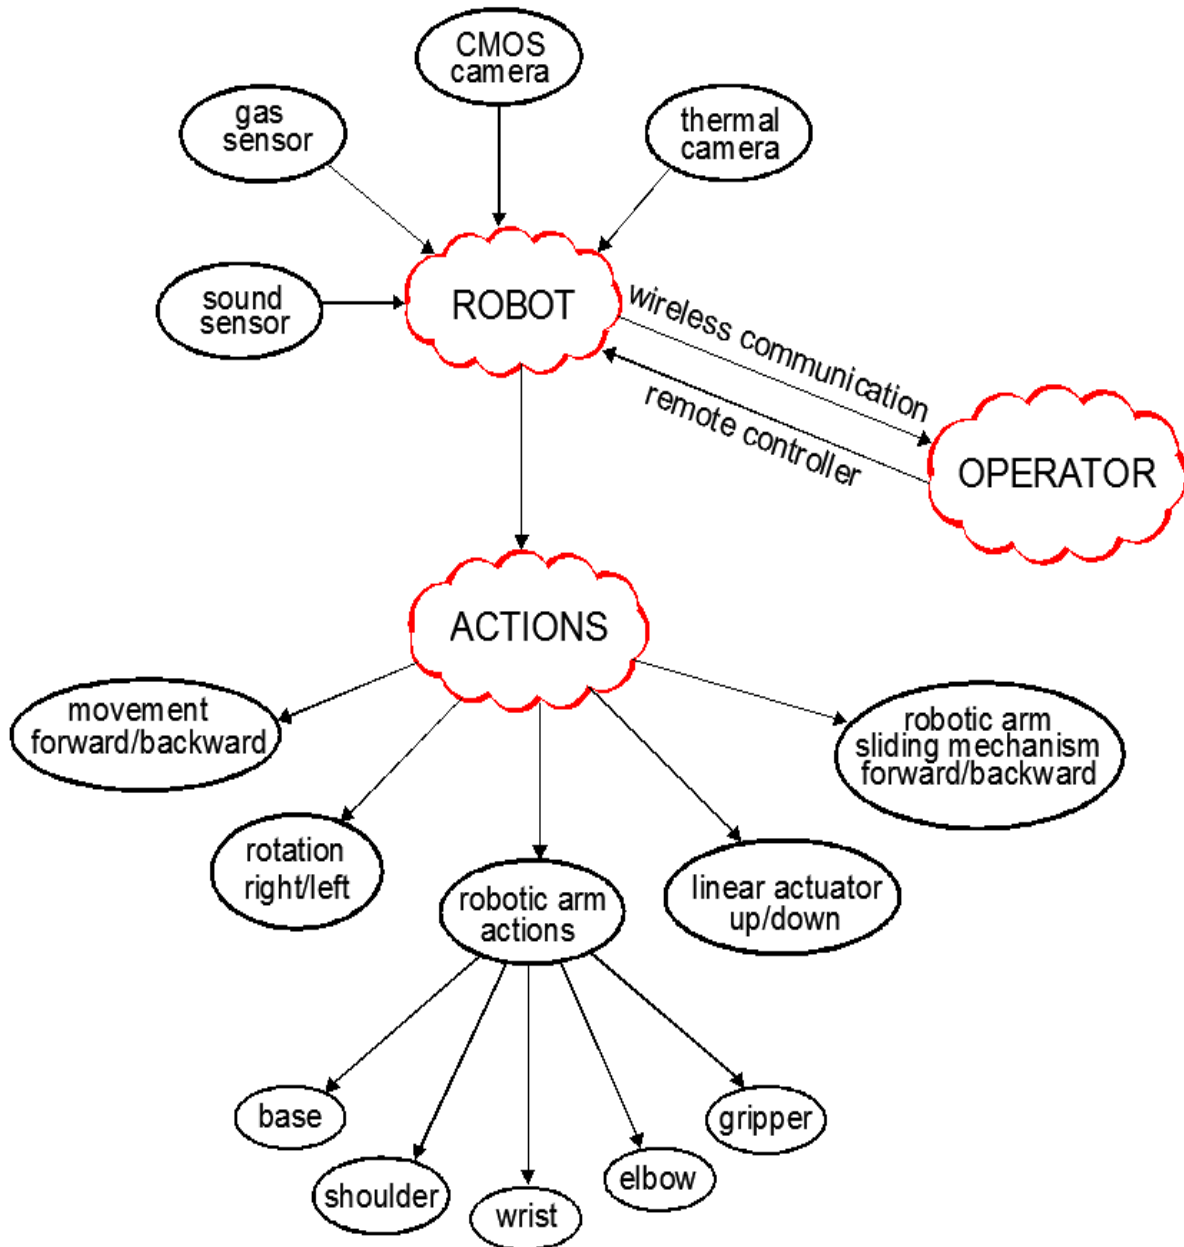 CMOS
camera
gas
sensor
thermal
camera
sound
sensor
ROBOT
wireless communication
remote controller
OPERATOR
ACTIONS
movement
forward/backward
robotic arm
sliding mechanism
forward/backward
rotation
right/left
robotic arm
actions
linear actuator
up/down
base
gripper
shoulder
wrist
elbow